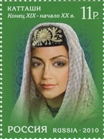 КАТТАШИ
Конец XIX - начало XX в.
11р
РОССИЯ RUSSIA • 2010